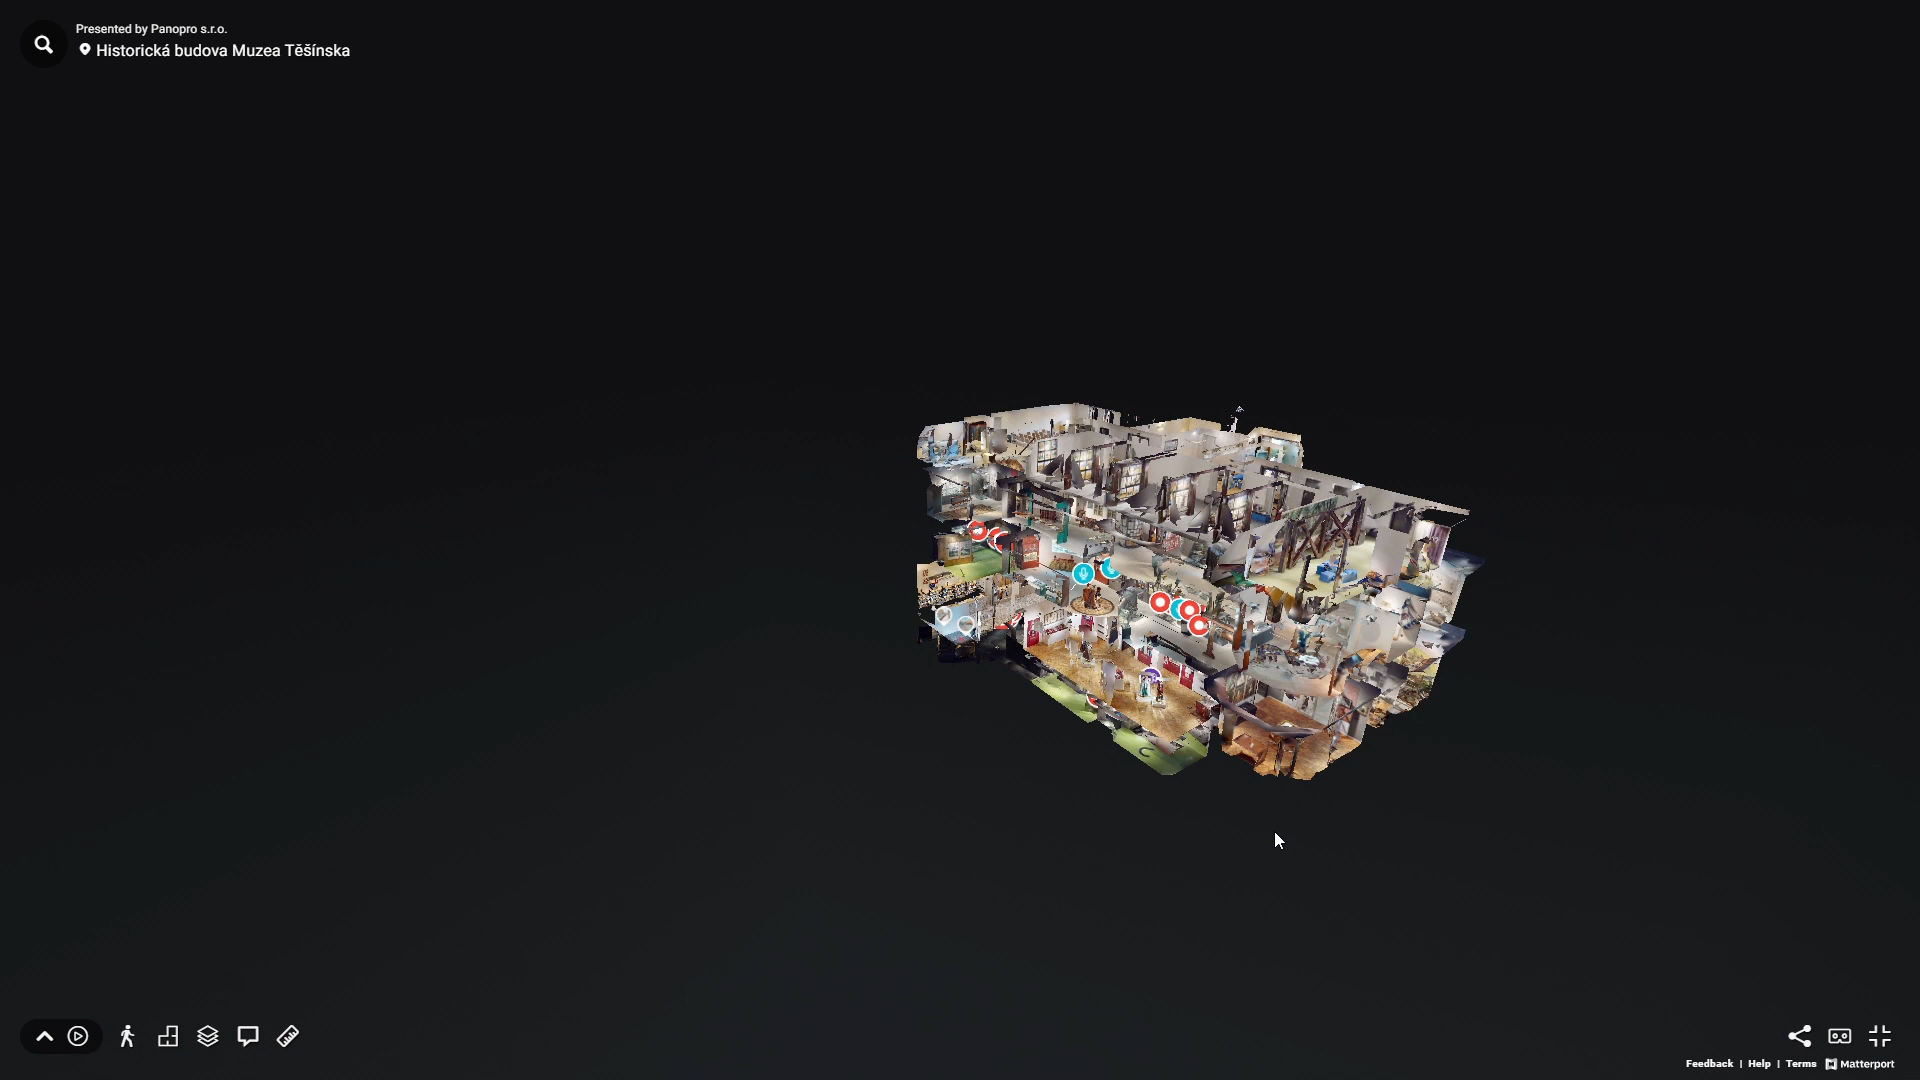 Presented by Panopro s.r.o.
Historická budova Muzea Těšínska
Feedback | Help | Terms Matterport